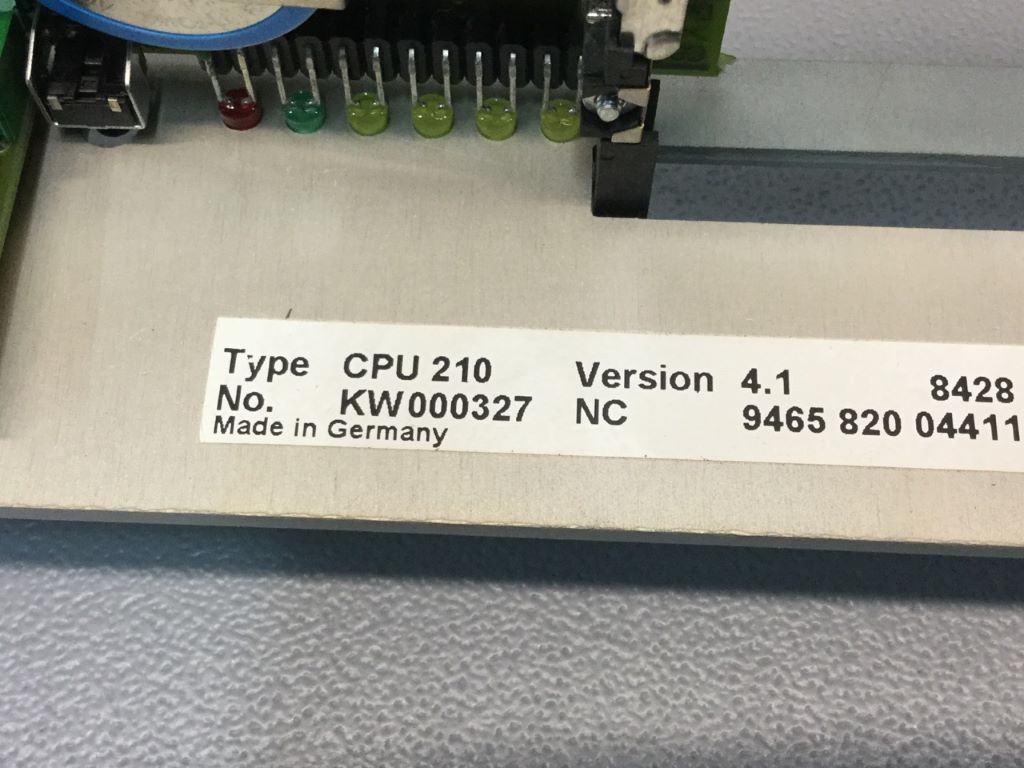 Type CPU 210 Version 4.1 8428
No. KW000327 NC 9465 820 04411
Made in Germany